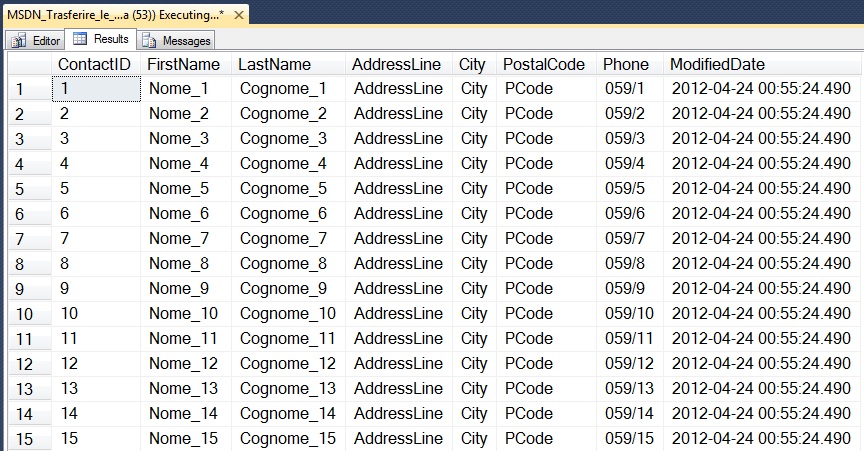 MSDN_Trasferire_le_...a (53)) Executing...* ×
Editor Results Messages
ContactID FirstName LastName AddressLine City PostalCode Phone ModifiedDate
1 1 Nome_1 Cognome_1 AddressLine City PCode 059/1 2012-04-24 00:55:24.490
2 2 Nome_2 Cognome_2 AddressLine City PCode 059/2 2012-04-24 00:55:24.490
3 3 Nome_3 Cognome_3 AddressLine City PCode 059/3 2012-04-24 00:55:24.490
4 4 Nome_4 Cognome_4 AddressLine City PCode 059/4 2012-04-24 00:55:24.490
5 5 Nome_5 Cognome_5 AddressLine City PCode 059/5 2012-04-24 00:55:24.490
6 6 Nome_6 Cognome_6 AddressLine City PCode 059/6 2012-04-24 00:55:24.490
7 7 Nome_7 Cognome_7 AddressLine City PCode 059/7 2012-04-24 00:55:24.490
8 8 Nome_8 Cognome_8 AddressLine City PCode 059/8 2012-04-24 00:55:24.490
9 9 Nome_9 Cognome_9 AddressLine City PCode 059/9 2012-04-24 00:55:24.490
10 10 Nome_10 Cognome_10 AddressLine City PCode 059/10 2012-04-24 00:55:24.490
11 11 Nome_11 Cognome_11 AddressLine City PCode 059/11 2012-04-24 00:55:24.490
12 12 Nome_12 Cognome_12 AddressLine City PCode 059/12 2012-04-24 00:55:24.490
13 13 Nome_13 Cognome_13 AddressLine City PCode 059/13 2012-04-24 00:55:24.490
14 14 Nome_14 Cognome_14 AddressLine City PCode 059/14 2012-04-24 00:55:24.490
15 15 Nome_15 Cognome_15 AddressLine City PCode 059/15 2012-04-24 00:55:24.490